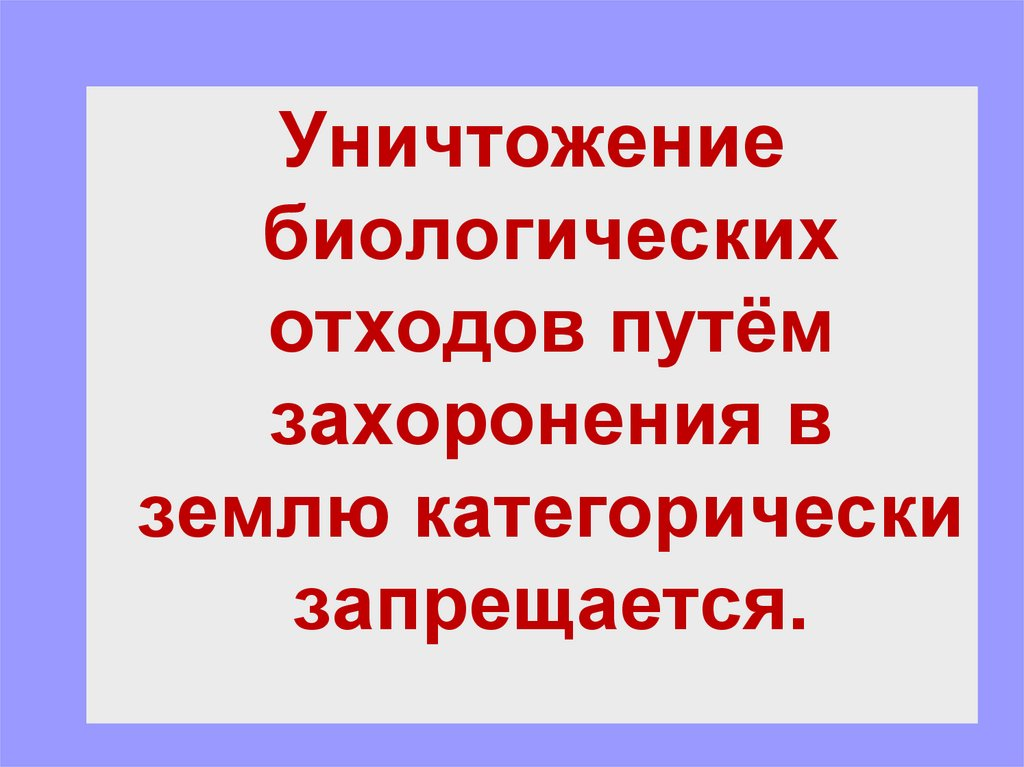 Уничтожение
биологических
отходов путём
захоронения в
землю категорически
запрещается.